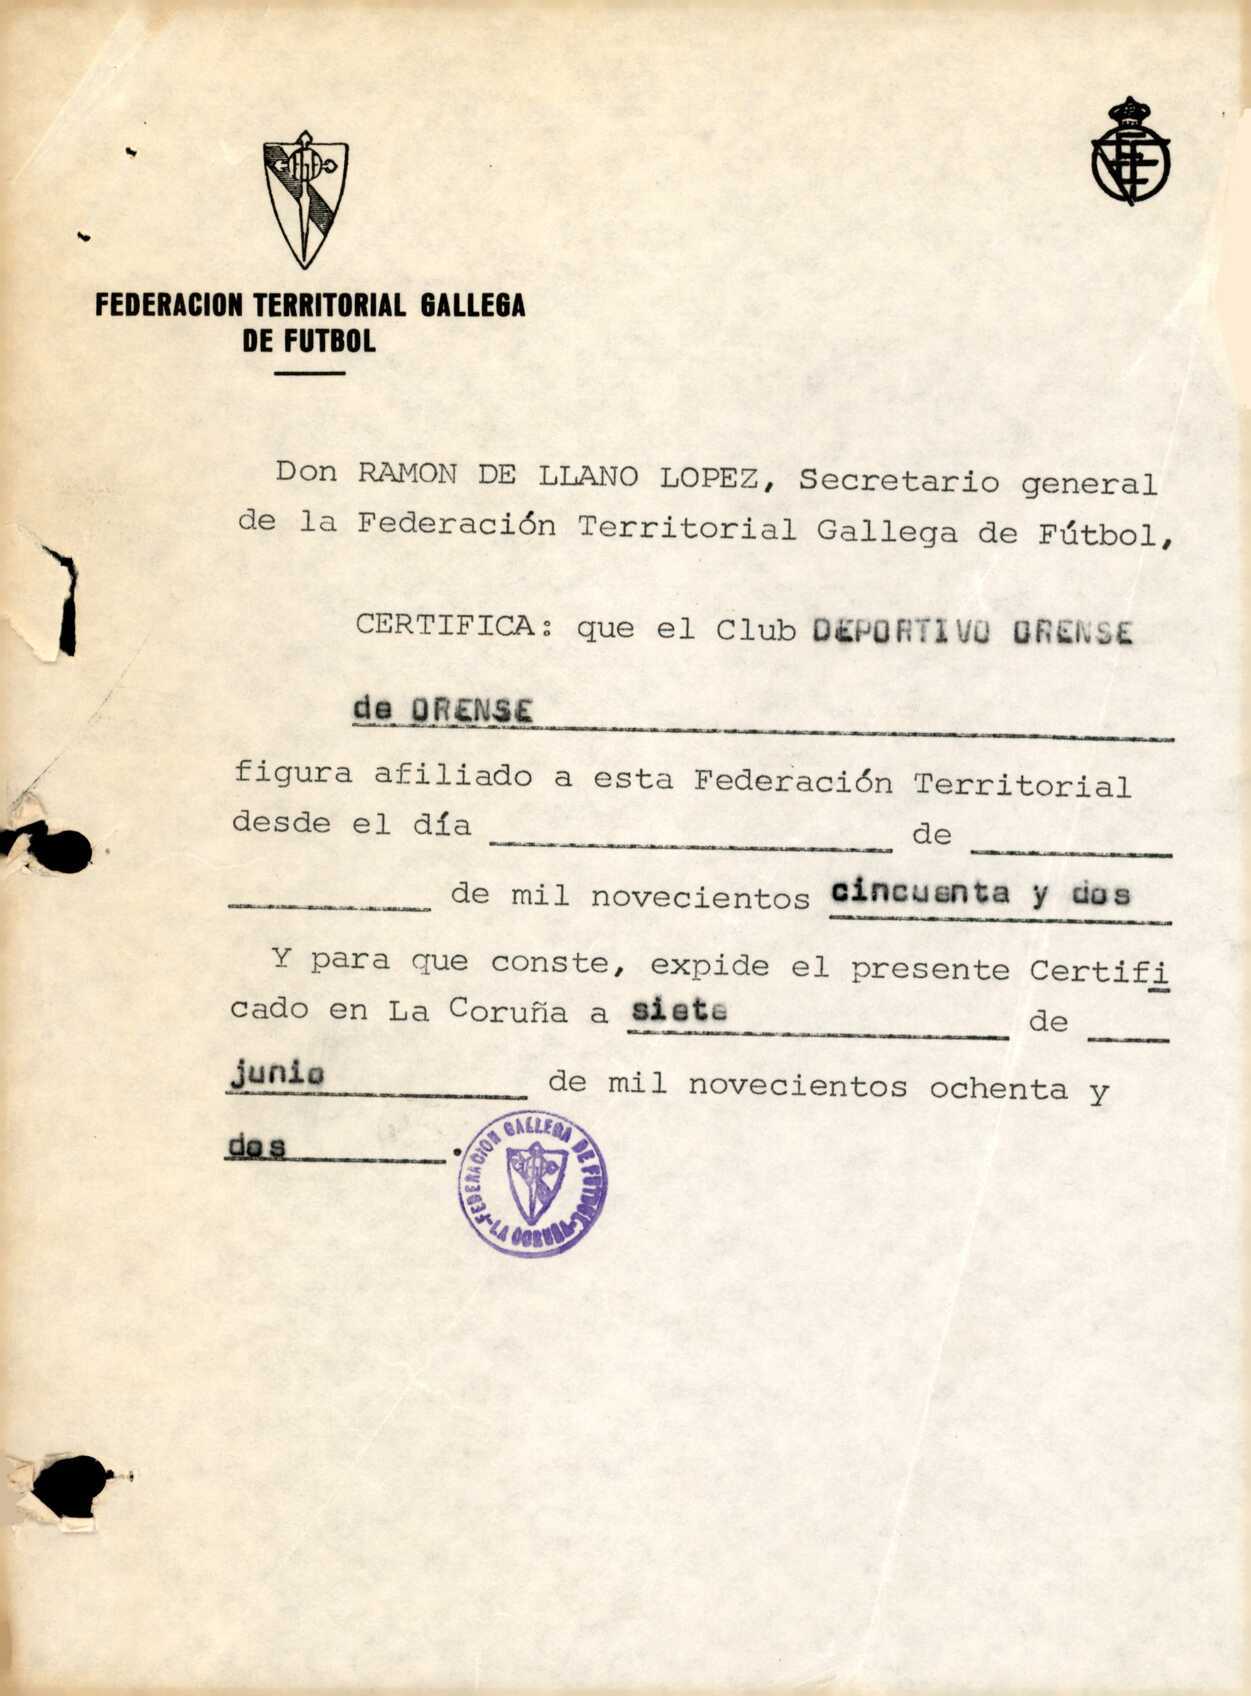 FEDERACION TERRITORIAL GALLEGA
DE FUTBOL
Don RAMON DE LLANO LOPEZ, Secretario general
de la Federación Territorial Gallega de Fútbol,
CERTIFICA: que el Club DEPORTIVO ORENSE
de ORENSE
figura afiliado a esta Federación Territorial
desde el día de
de mil novecientos cincuenta y dos
Y para que conste, expide el presente Certifi
cado en La Coruña a siete de
junio de mil novecientos ochenta y
dos.
FEDERACION GALLEGA DE FUTBOL - LA CORUÑA -